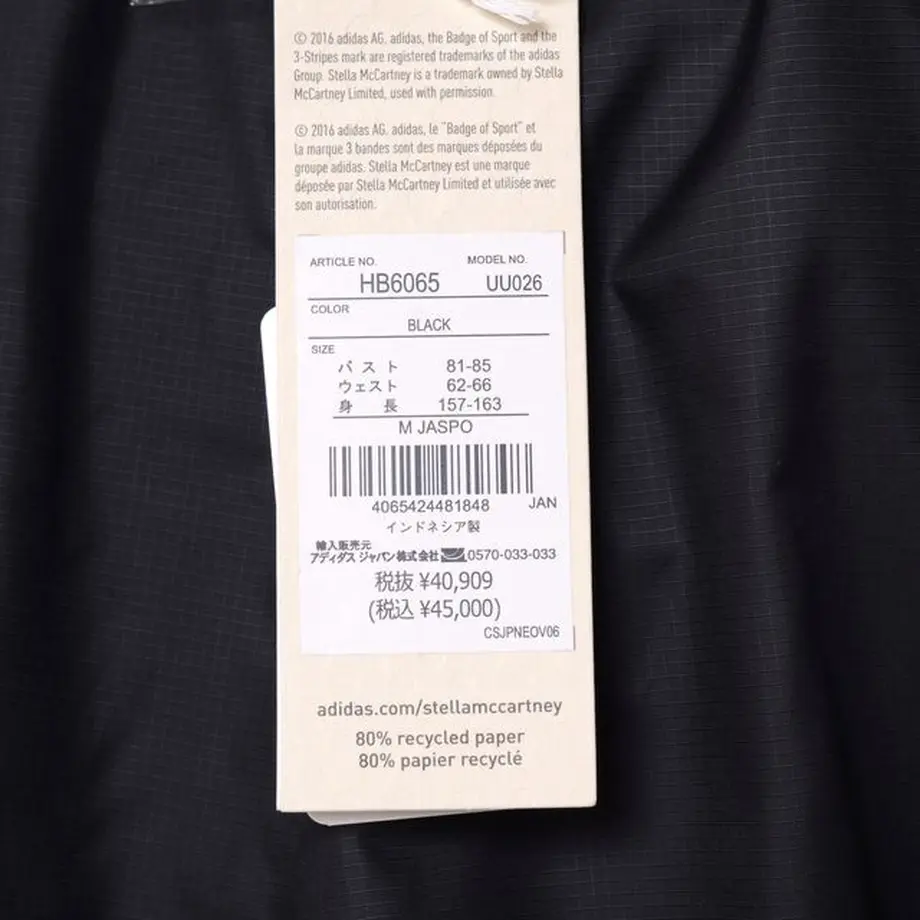 © 2016 adidas AG. adidas, the Badge of Sport and the
3-Stripes mark are registered trademarks of the adidas
Group. Stella McCartney is a trademark owned by Stella
McCartney Limited, used with permission.
© 2016 adidas AG. adidas, le "Badge of Sport" et
la marque 3 bandes sont des marques déposées du
groupe adidas. Stella McCartney est une marque
déposée par Stella McCartney Limited et utilisée avec
son autorisation.
ARTICLE NO. MODEL NO.
HB6065 UU026
COLOR
BLACK
SIZE
バスト 81-85
ウェスト 62-66
身長 157-163
M JASPO
4065424481848 JAN
インドネシア製
輸入販売元
アディダス ジャパン株式会社 0570-033-033
税抜 ¥40,909
(税込 ¥45,000)
CSJPNEOV06
adidas.com/stellamccartney
80% recycled paper
80% papier recyclé